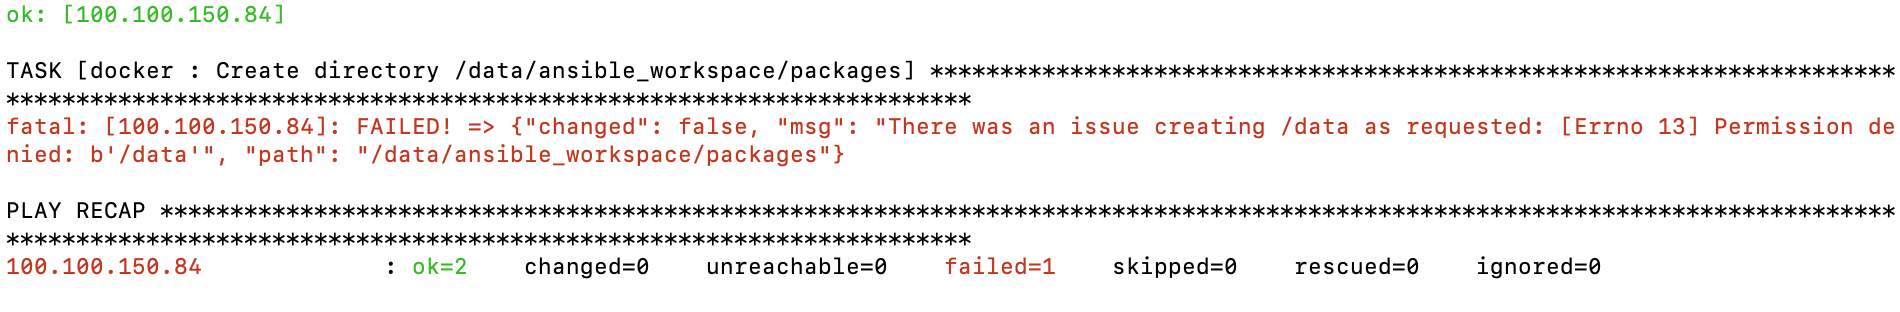 ok: [100.100.150.84]
TASK [docker : Create directory /data/ansible_workspace/packages] *********************************************************************
*********************************************************************
fatal: [100.100.150.84]: FAILED! => {"changed": false, "msg": "There was an issue creating /data as requested: [Errno 13] Permission de
nied: b'/data'", "path": "/data/ansible_workspace/packages"}
PLAY RECAP ****************************************************************************************************************************
*********************************************************************
100.100.150.84             : ok=2    changed=0    unreachable=0    failed=1    skipped=0    rescued=0    ignored=0